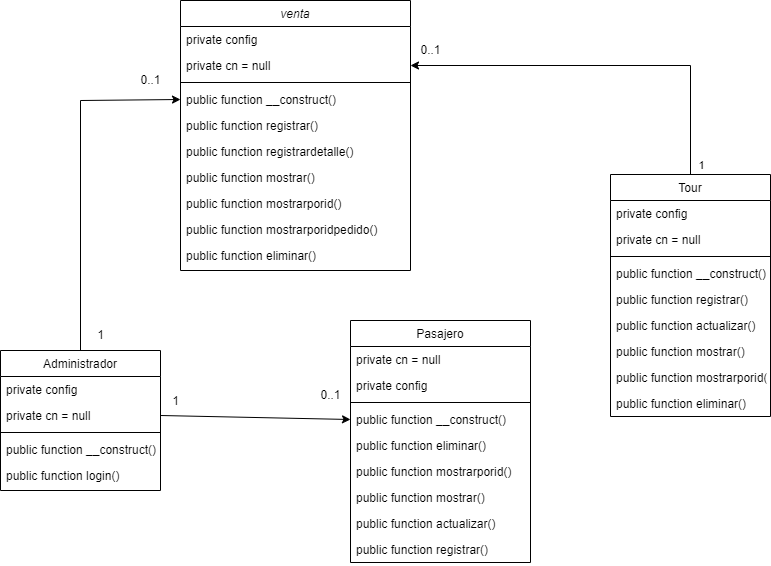 venta
private config
private cn = null
public function __construct()
public function registrar()
public function registrardetalle()
public function mostrar()
public function mostrarporid()
public function mostrarporidpedido()
public function eliminar()
0..1
0..1
1
Tour
private config
private cn = null
public function __construct()
public function registrar()
public function actualizar()
public function mostrar()
public function mostrarporid(
public function eliminar()
1
Administrador
private config
private cn = null
public function __construct()
public function login()
1
0..1
Pasajero
private cn = null
private config
public function __construct()
public function eliminar()
public function mostrarporid()
public function mostrar()
public function actualizar()
public function registrar()